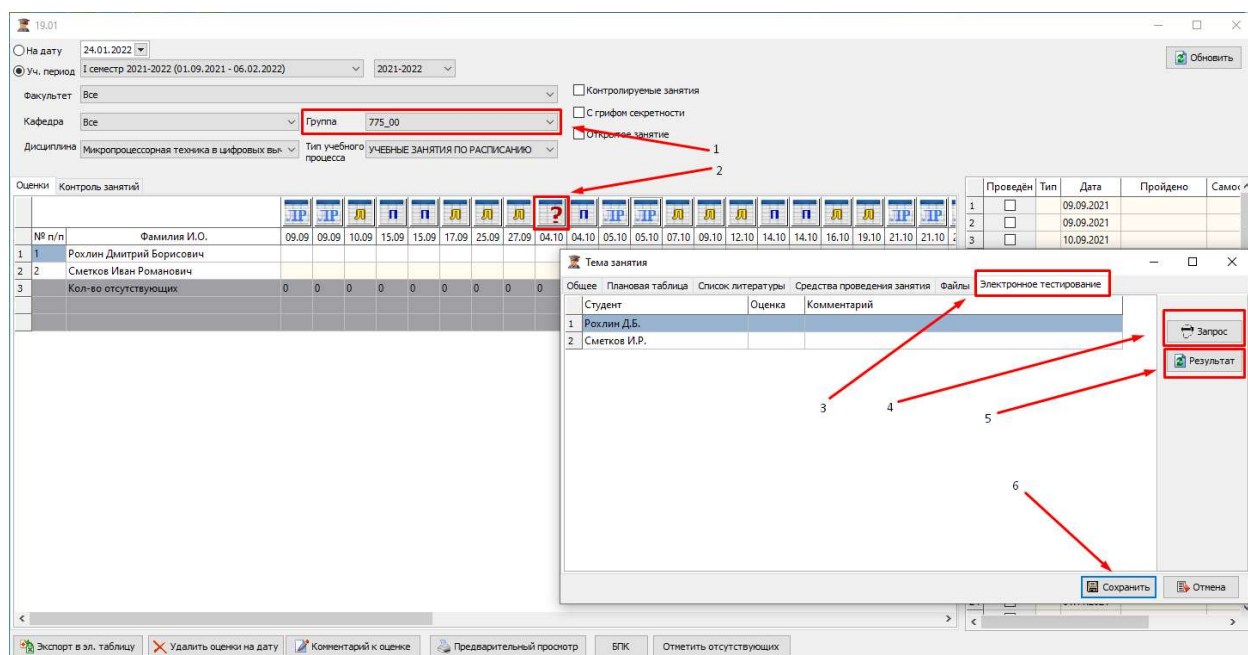 19.01
На дату 24.01.2022
Обновить
Уч. период I семестр 2021-2022 (01.09.2021 - 06.02.2022) 2021-2022
Факультет Все
Контролируемые занятия
С грифом секретности
Кафедра Все Группа 775_00
Открытое занятие
Дисциплина Микропроцессорная техника в цифровых выч Тип учебного процесса УЧЕБНЫЕ ЗАНЯТИЯ ПО РАСПИСАНИЮ
1
2
Оценки Контроль занятий
Проведён Тип Дата Пройдено Самос
ЛР ЛР Л П П Л Л Л ? П ЛР ЛР Л Л Л П П Л Л ЛР ЛР
1 09.09.2021
2 09.09.2021
3 10.09.2021
№ п/п Фамилия И.О. 09.09 09.09 10.09 15.09 15.09 17.09 25.09 27.09 04.10 04.10 05.10 05.10 07.10 09.10 12.10 14.10 14.10 16.10 19.10 21.10 21.10 2
1 1 Рохлин Дмитрий Борисович
2 2 Сметков Иван Романович
3 Кол-во отсутствующих 0 0 0 0 0 0 0 0 0
Тема занятия
Общее Плановая таблица Список литературы Средства проведения занятия Файлы Электронное тестирование
Студент Оценка Комментарий
1 Рохлин Д.Б.
2 Сметков И.Р.
Запрос
Результат
3
4
5
6
Сохранить Отмена
Экспорт в эл. таблицу Удалить оценки на дату Комментарий к оценке Предварительный просмотр БПК Отметить отсутствующих